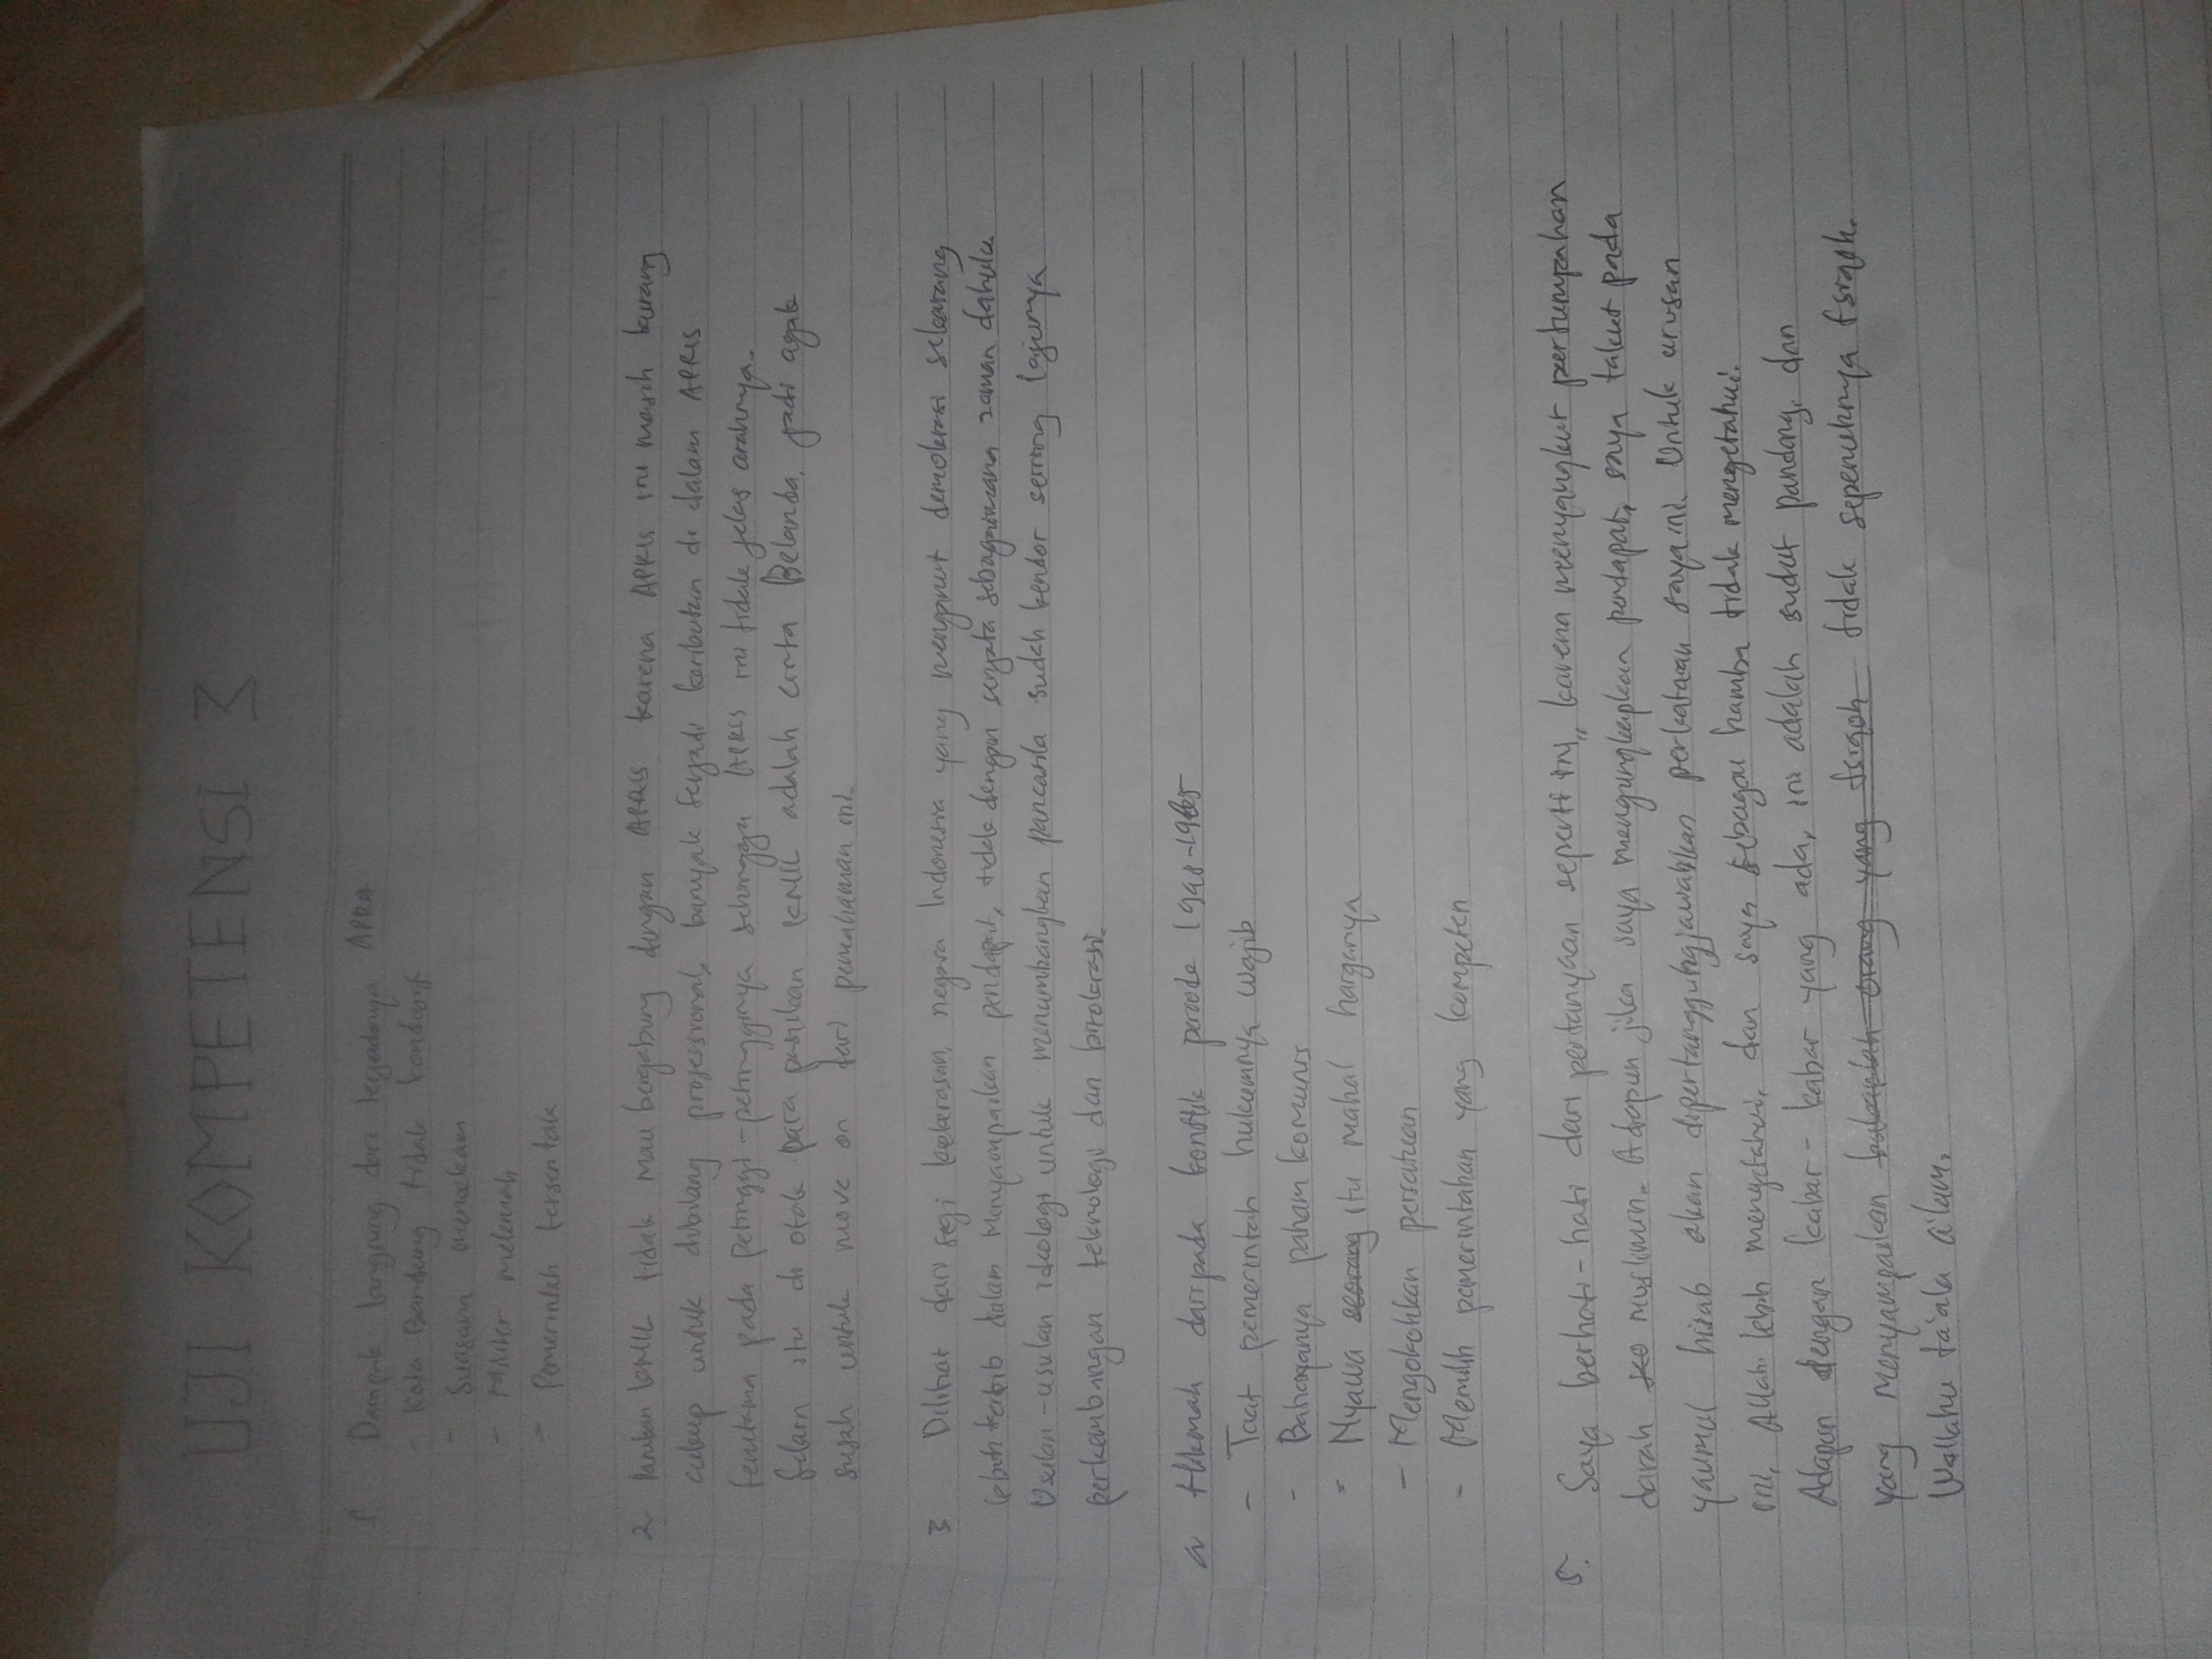 UJI KOMPETENSI 3
1. Dampak langsung dari terjadinya APRA
- Kota Bandung tidak kondusif
- Suasana mencekam
- Militer melemah
- Pemerintah tersentak
2. Pasukan KNIL tidak mau bergabung dengan APRIS karena APRIS ini masih kurang
cukup untuk dibilang professional, banyak terjadi keributan di dalam APRIS
terutama pada petinggi-petingginya sehingga APRIS ini tidak jelas arahnya.
Selain itu di otak para pasukan KNIL adalah cinta Belanda, jadi agak
susah untuk move on dari pemahaman ini.
3 Dilihat dari segi kekerasan, negara Indonesia yang menganut demokrasi sekarang
lebih tertib dalam menyampaikan pendapat, tidak dengan senjata sebagaimana zaman dahulu
Usulan-usulan ideologi untuk menumbangkan pancasila sudah kendor seiring lajunya
perkembangan teknologi dan birokrasi.
4 Hikmah daripada konflik periode 1948-1965
- Taat pemerintah hukumnya wajib
- Bahayanya paham komunis
- Nyawa seorang itu mahal harganya
- Mengokohkan persatuan
- Memilih pemerintahan yang kompeten
5. Saya berhati-hati dari pertanyaan seperti ini, karena menyangkut pertumpahan
darah muslimin. Adapun jika saya mengungkapkan pendapat, saya takut pada
yaumul hisab akan dipertanggungjawabkan perkataan saya ini. Untuk urusan
ini, Allah lebih mengetahui, dan saya sebagai hamba tidak mengetahui.
Adapun dengan kabar-kabar yang ada, ini adalah sudut pandang, dan
yang menyampaikan bukanlah orang yang tsiqoh tidak sepenuhnya tsiqoh.
Wallahu ta'ala a'lam.